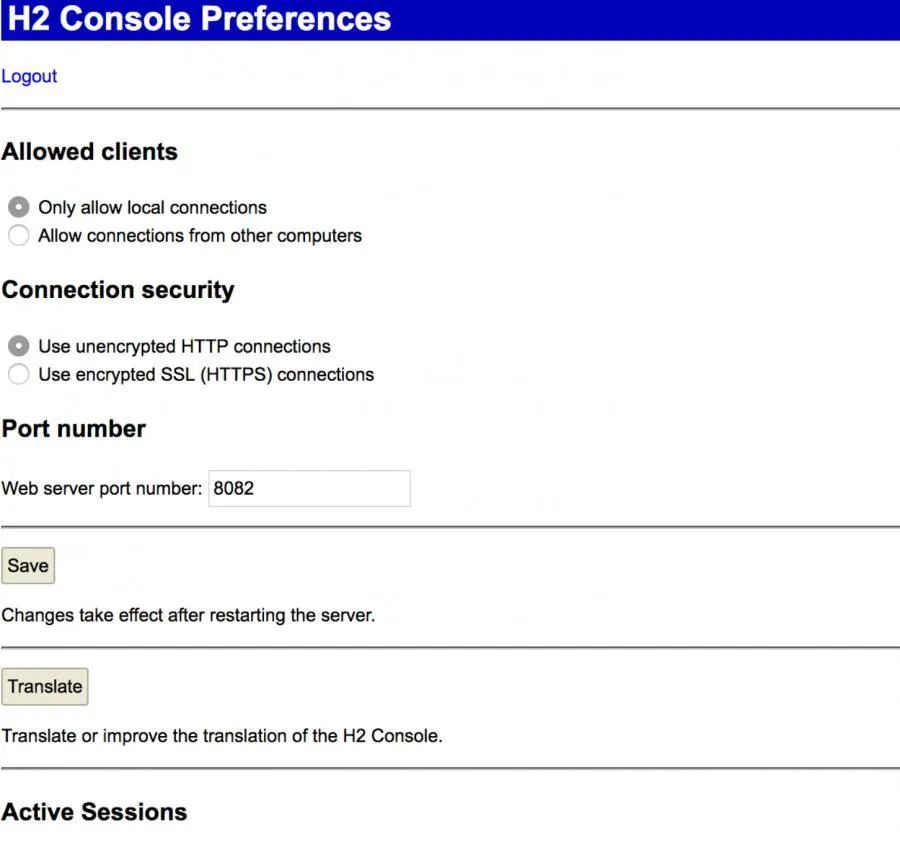 H2 Console Preferences
Logout
Allowed clients
Only allow local connections
Allow connections from other computers
Connection security
Use unencrypted HTTP connections
Use encrypted SSL (HTTPS) connections
Port number
Web server port number: 8082
Save
Changes take effect after restarting the server.
Translate
Translate or improve the translation of the H2 Console.
Active Sessions